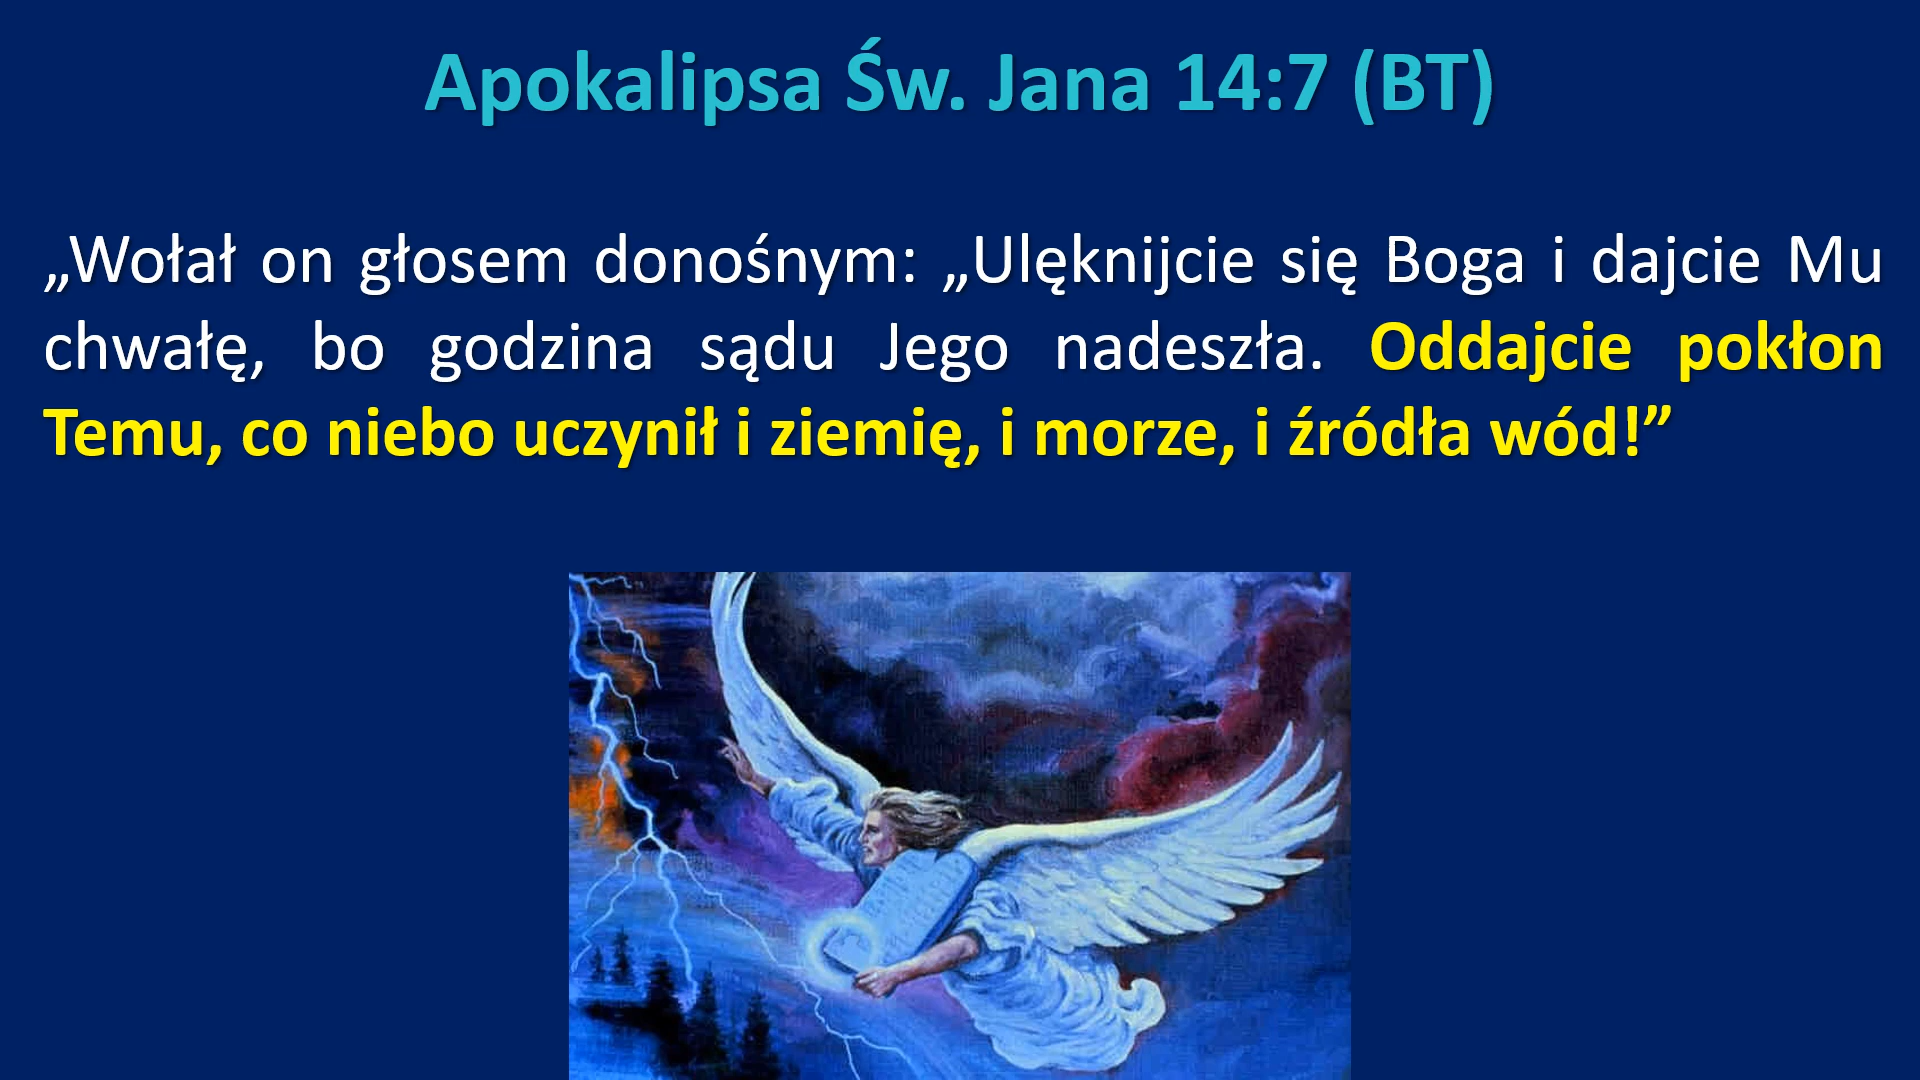 Apokalipsa Św. Jana 14:7 (BT)
„Wołał on głosem donośnym: „Ulęknijcie się Boga i dajcie Mu
chwałę, bo godzina sądu Jego nadeszła. Oddajcie pokłon
Temu, co niebo uczynił i ziemię, i morze, i źródła wód!”